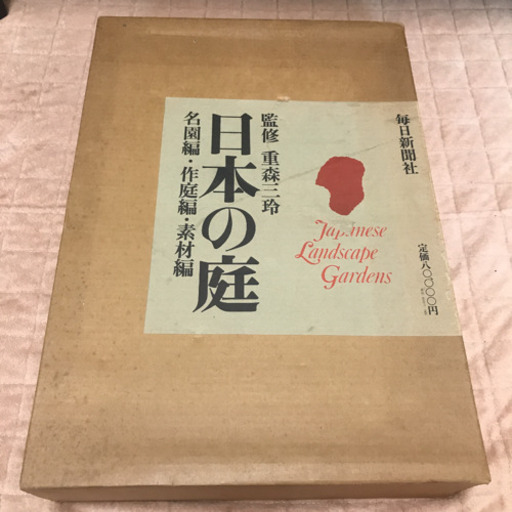 毎日新聞社
Japanese
Landscape
Gardens
定価八〇、〇〇〇円
監修 重森三玲
日本の庭
名園編・作庭編・素材編